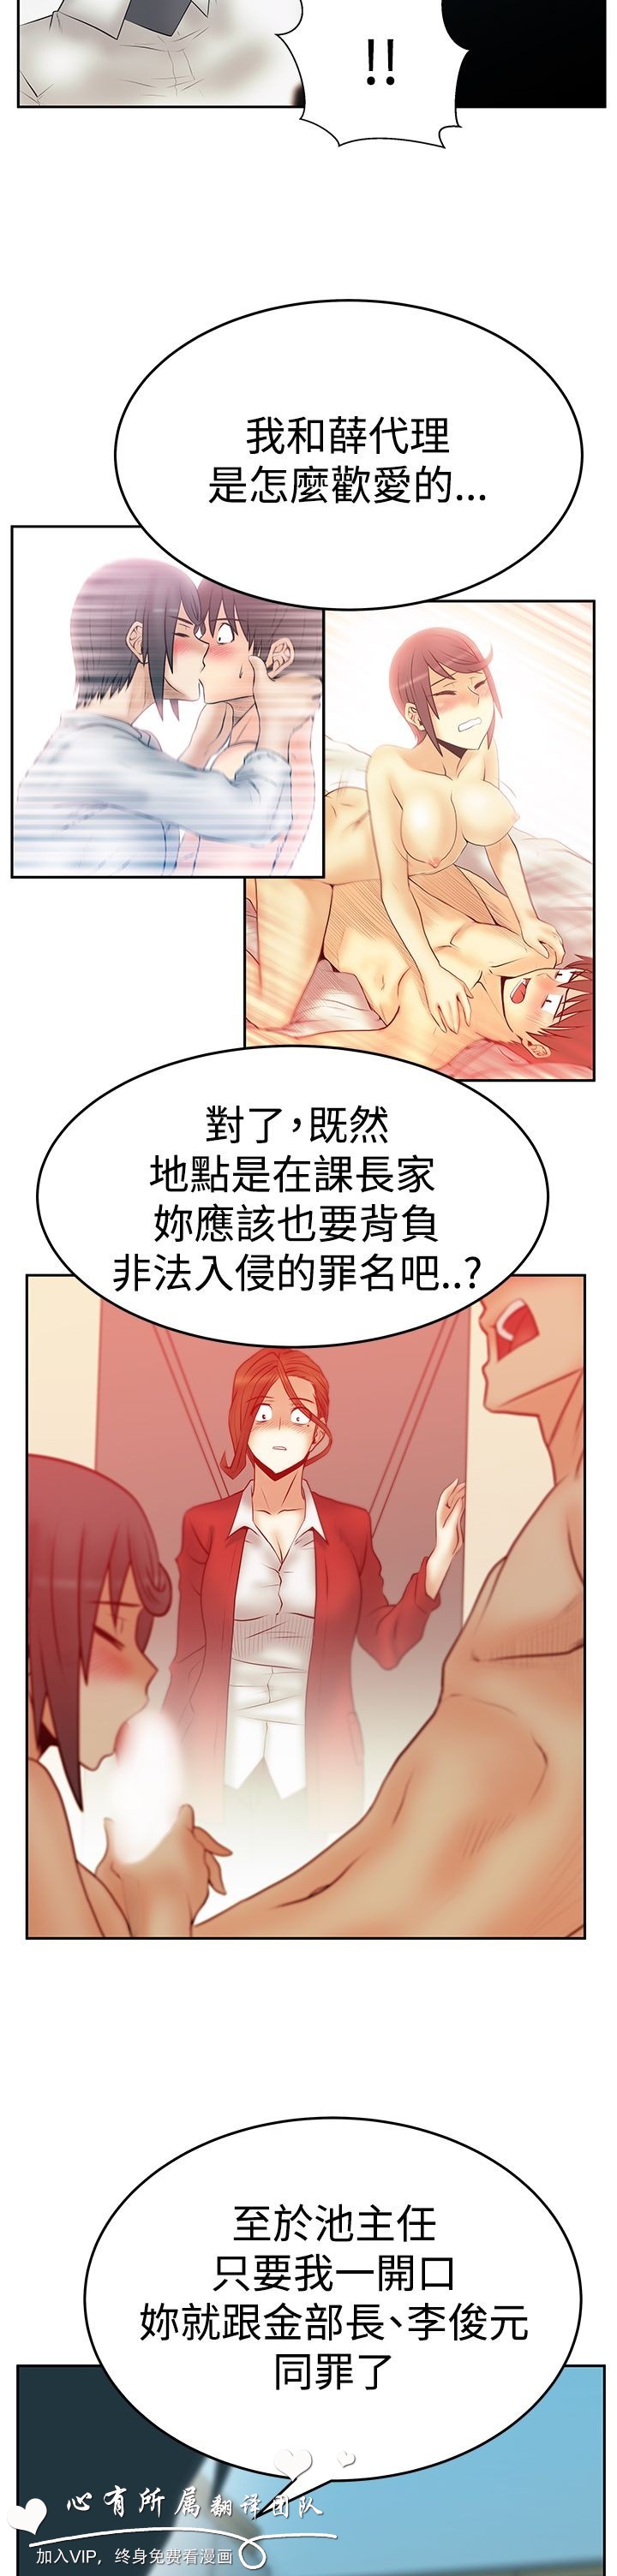 !!
我和薛代理
是怎麼歡愛的...
對了,既然
地點是在課長家
妳應該也要背負
非法入侵的罪名吧..?
至於池主任
只要我一開口
妳就跟金部長、李俊元
同罪了
心有所属翻译团队
加入VIP，终身免费看漫画